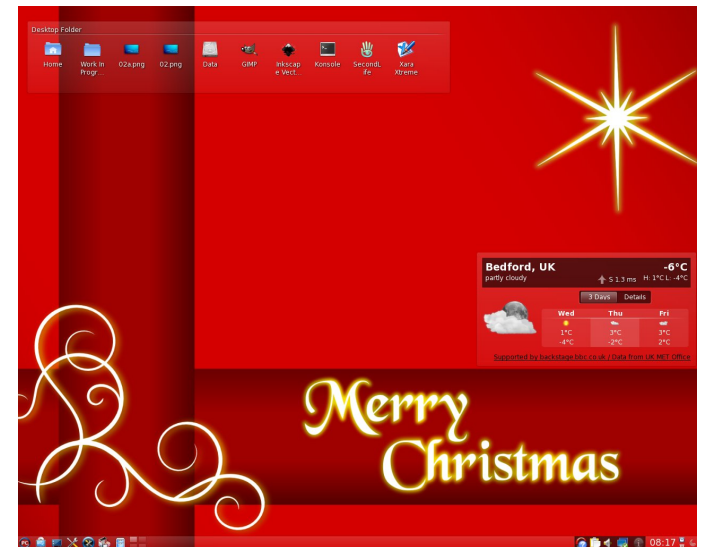 Desktop Folder
Home
Work In
Progr...
02a.png
02.png
Data
GIMP
Inkscap
e Vect...
Konsole
SecondL
ife
Xara
Xtreme
Bedford, UK
-6°C
partly cloudy
S 1.3 ms
H: 1°C L: -4°C
3 Days
Details
Wed
Thu
Fri
1°C
3°C
3°C
-4°C
-2°C
2°C
Supported by backstage.bbc.co.uk / Data from UK MET Office
Merry
Christmas
08:17